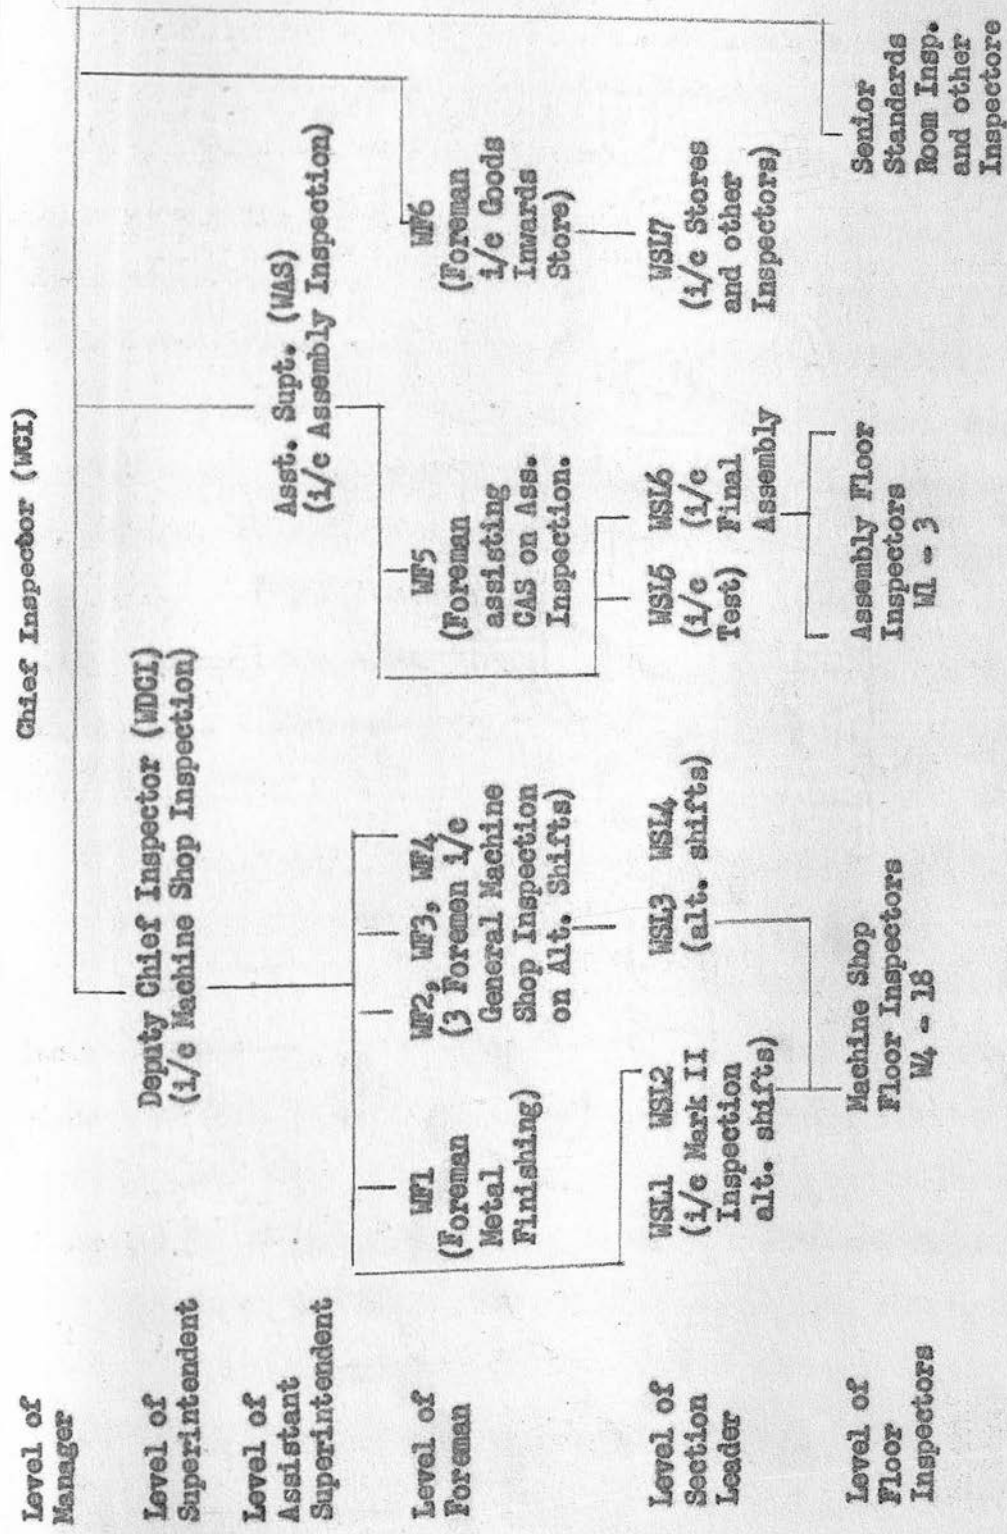 Chief Inspector (WCI)
Level of
Manager
Level of
Superintendent
Deputy Chief Inspector (WDCI)
(i/c Machine Shop Inspection)
Level of
Assistant
Superintendent
Asst. Supt. (WAS)
(i/c Assembly Inspection)
Level of
Foreman
WF1
(Foreman
Metal
Finishing)
WF2, WF3, WF4
(3 Foremen i/c
General Machine
Shop Inspection
on Alt. Shifts)
WF5
(Foreman
assisting
CAS on Ass.
Inspection.
WF6
(Foreman
i/c Goods
Inwards
Store)
Level of
Section
Leader
WSL1 WSL2
(i/c Mark II
Inspection
alt. shifts)
WSL3 WSL4
(alt. shifts)
WSL5
(i/c
Test)
WSL6
(i/c
Final
Assembly
WSL7
(i/c Stores
and other
Inspectors)
Level of
Floor
Inspectors
Machine Shop
Floor Inspectors
W4 - 18
Assembly Floor
Inspectors
W1 - 3
Senior
Standards
Room Insp.
and other
Inspectore